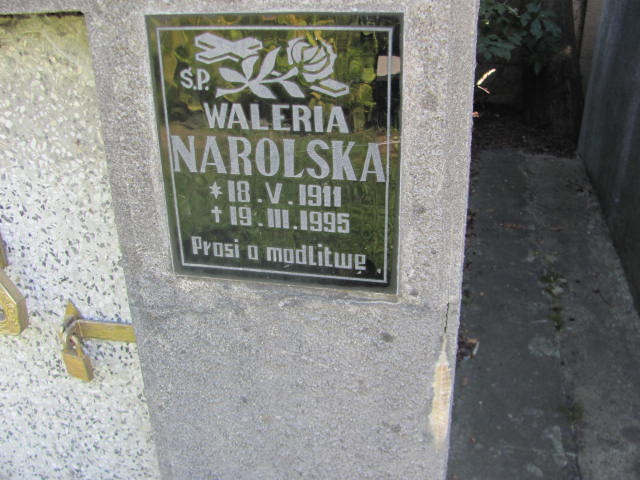 Ś.P.
WALERIA
NAROLSKA
* 18.V.1911
† 19.III.1995
Prosi o modlitwę